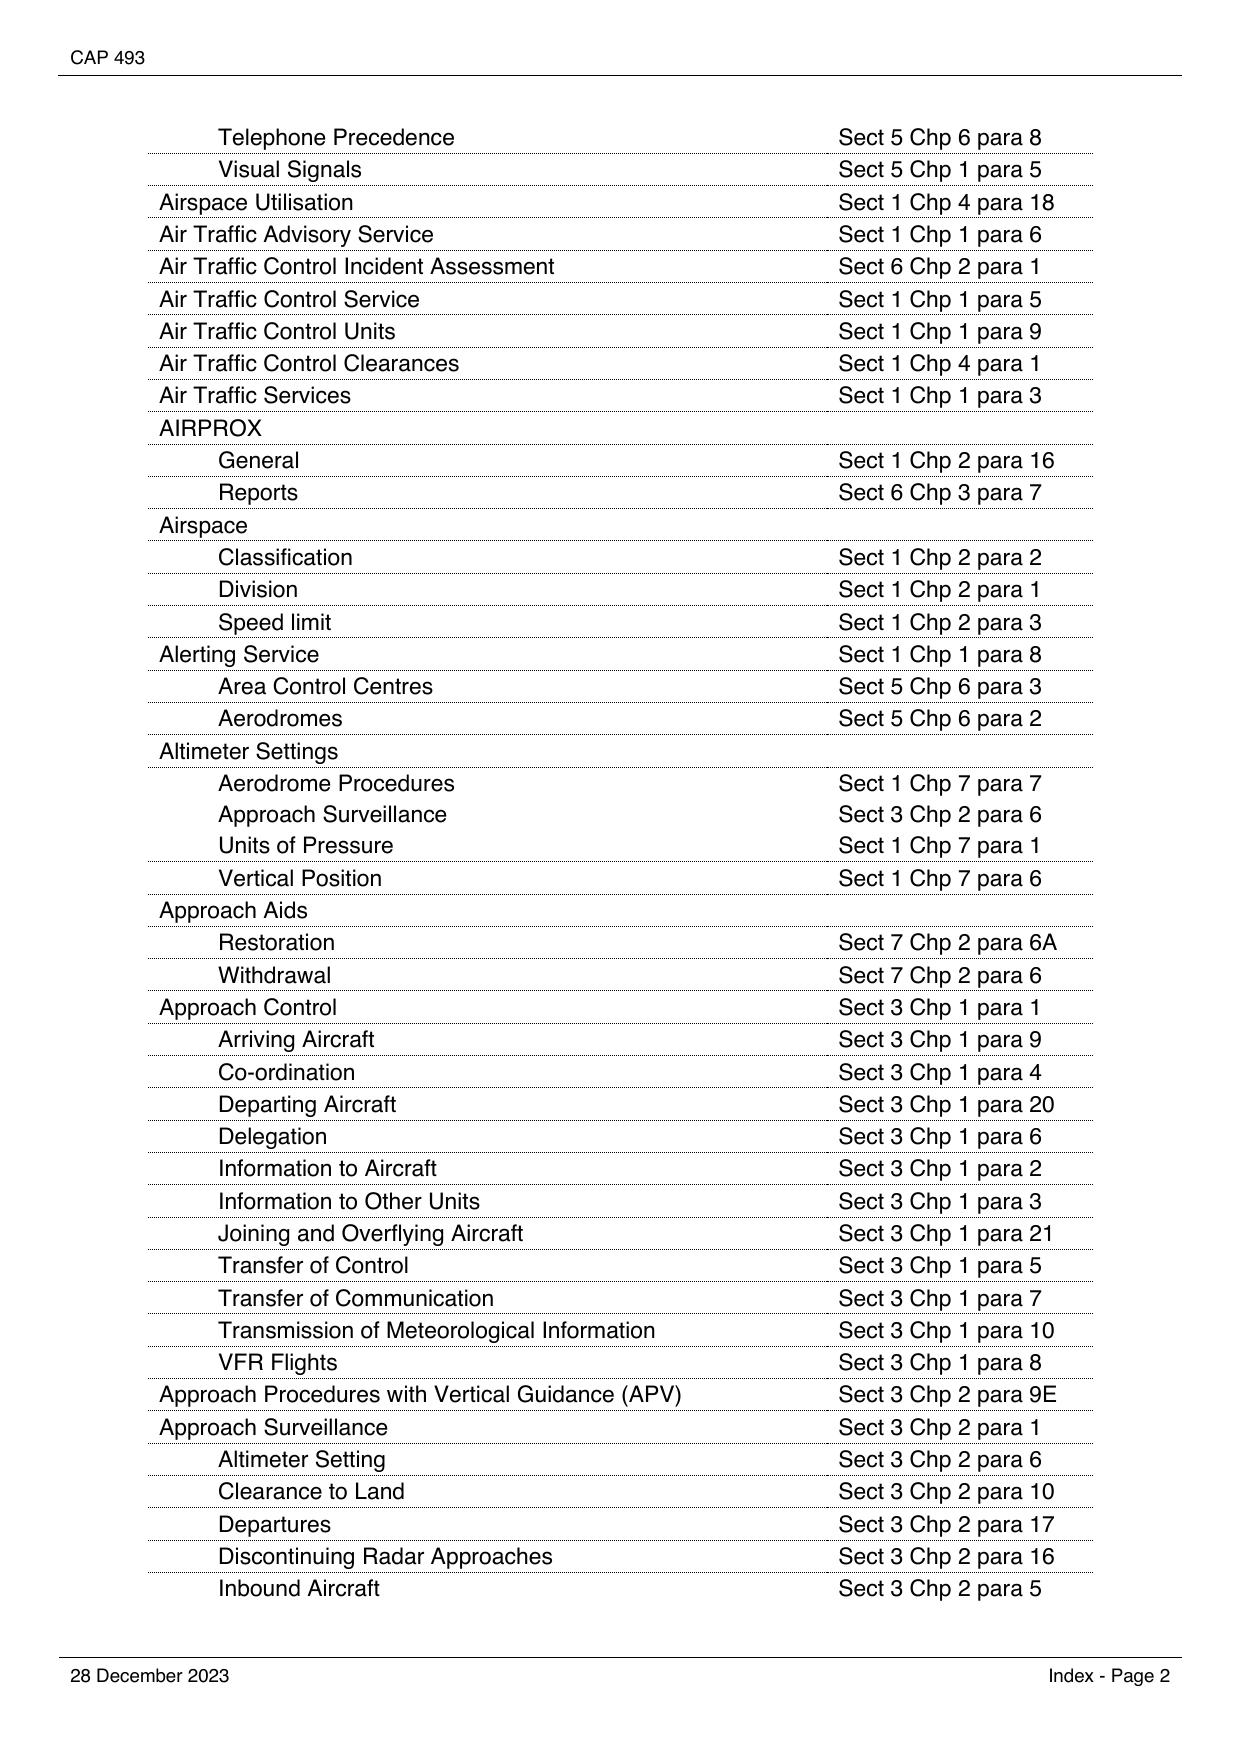 CAP 493
Telephone Precedence Sect 5 Chp 6 para 8
Visual Signals Sect 5 Chp 1 para 5
Airspace Utilisation Sect 1 Chp 4 para 18
Air Traffic Advisory Service Sect 1 Chp 1 para 6
Air Traffic Control Incident Assessment Sect 6 Chp 2 para 1
Air Traffic Control Service Sect 1 Chp 1 para 5
Air Traffic Control Units Sect 1 Chp 1 para 9
Air Traffic Control Clearances Sect 1 Chp 4 para 1
Air Traffic Services Sect 1 Chp 1 para 3
AIRPROX
General Sect 1 Chp 2 para 16
Reports Sect 6 Chp 3 para 7
Airspace
Classification Sect 1 Chp 2 para 2
Division Sect 1 Chp 2 para 1
Speed limit Sect 1 Chp 2 para 3
Alerting Service Sect 1 Chp 1 para 8
Area Control Centres Sect 5 Chp 6 para 3
Aerodromes Sect 5 Chp 6 para 2
Altimeter Settings
Aerodrome Procedures Sect 1 Chp 7 para 7
Approach Surveillance Sect 3 Chp 2 para 6
Units of Pressure Sect 1 Chp 7 para 1
Vertical Position Sect 1 Chp 7 para 6
Approach Aids
Restoration Sect 7 Chp 2 para 6A
Withdrawal Sect 7 Chp 2 para 6
Approach Control Sect 3 Chp 1 para 1
Arriving Aircraft Sect 3 Chp 1 para 9
Co-ordination Sect 3 Chp 1 para 4
Departing Aircraft Sect 3 Chp 1 para 20
Delegation Sect 3 Chp 1 para 6
Information to Aircraft Sect 3 Chp 1 para 2
Information to Other Units Sect 3 Chp 1 para 3
Joining and Overflying Aircraft Sect 3 Chp 1 para 21
Transfer of Control Sect 3 Chp 1 para 5
Transfer of Communication Sect 3 Chp 1 para 7
Transmission of Meteorological Information Sect 3 Chp 1 para 10
VFR Flights Sect 3 Chp 1 para 8
Approach Procedures with Vertical Guidance (APV) Sect 3 Chp 2 para 9E
Approach Surveillance Sect 3 Chp 2 para 1
Altimeter Setting Sect 3 Chp 2 para 6
Clearance to Land Sect 3 Chp 2 para 10
Departures Sect 3 Chp 2 para 17
Discontinuing Radar Approaches Sect 3 Chp 2 para 16
Inbound Aircraft Sect 3 Chp 2 para 5
28 December 2023 Index - Page 2